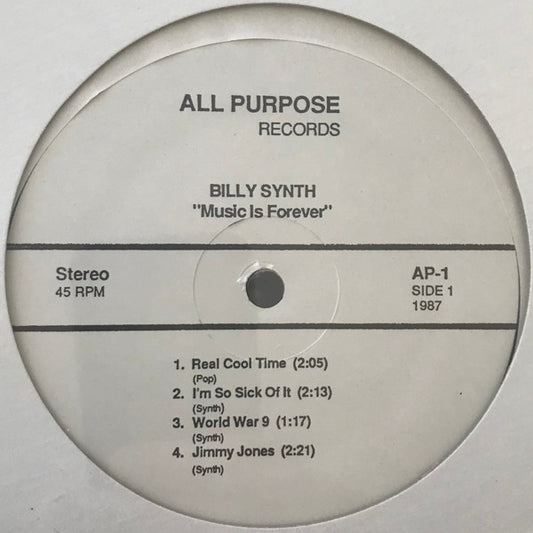 ALL PURPOSE
RECORDS
BILLY SYNTH
"Music Is Forever"
Stereo
45 RPM
AP-1
SIDE 1
1987
1. Real Cool Time (2:05)
(Pop)
2. I'm So Sick Of It (2:13)
(Synth)
3. World War 9 (1:17)
(Synth)
4. Jimmy Jones (2:21)
(Synth)